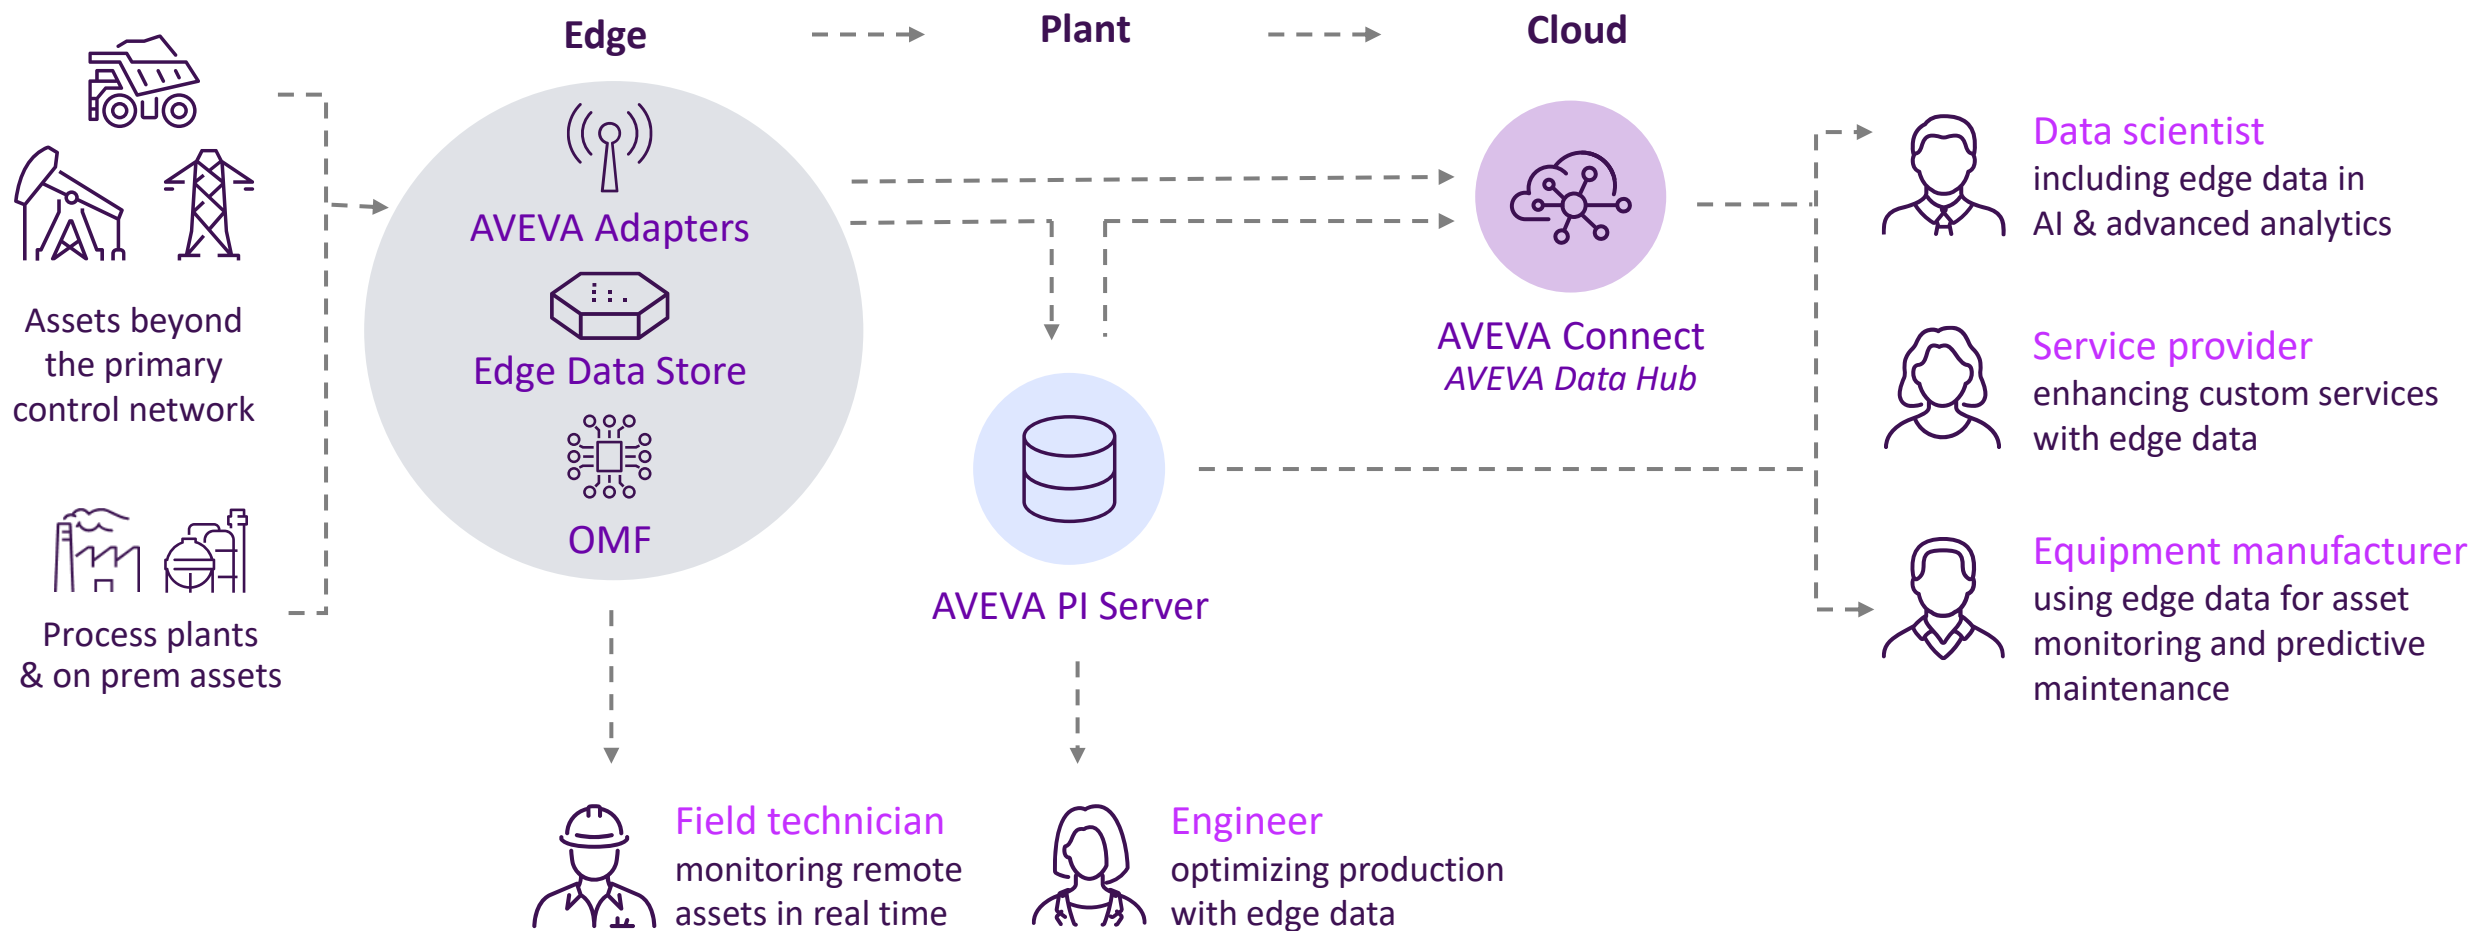 Edge
Plant
Cloud
Assets beyond
the primary
control network
Process plants
& on prem assets
AVEVA Adapters
Edge Data Store
OMF
AVEVA PI Server
AVEVA Connect
AVEVA Data Hub
Data scientist
including edge data in
AI & advanced analytics
Service provider
enhancing custom services
with edge data
Equipment manufacturer
using edge data for asset
monitoring and predictive
maintenance
Field technician
monitoring remote
assets in real time
Engineer
optimizing production
with edge data